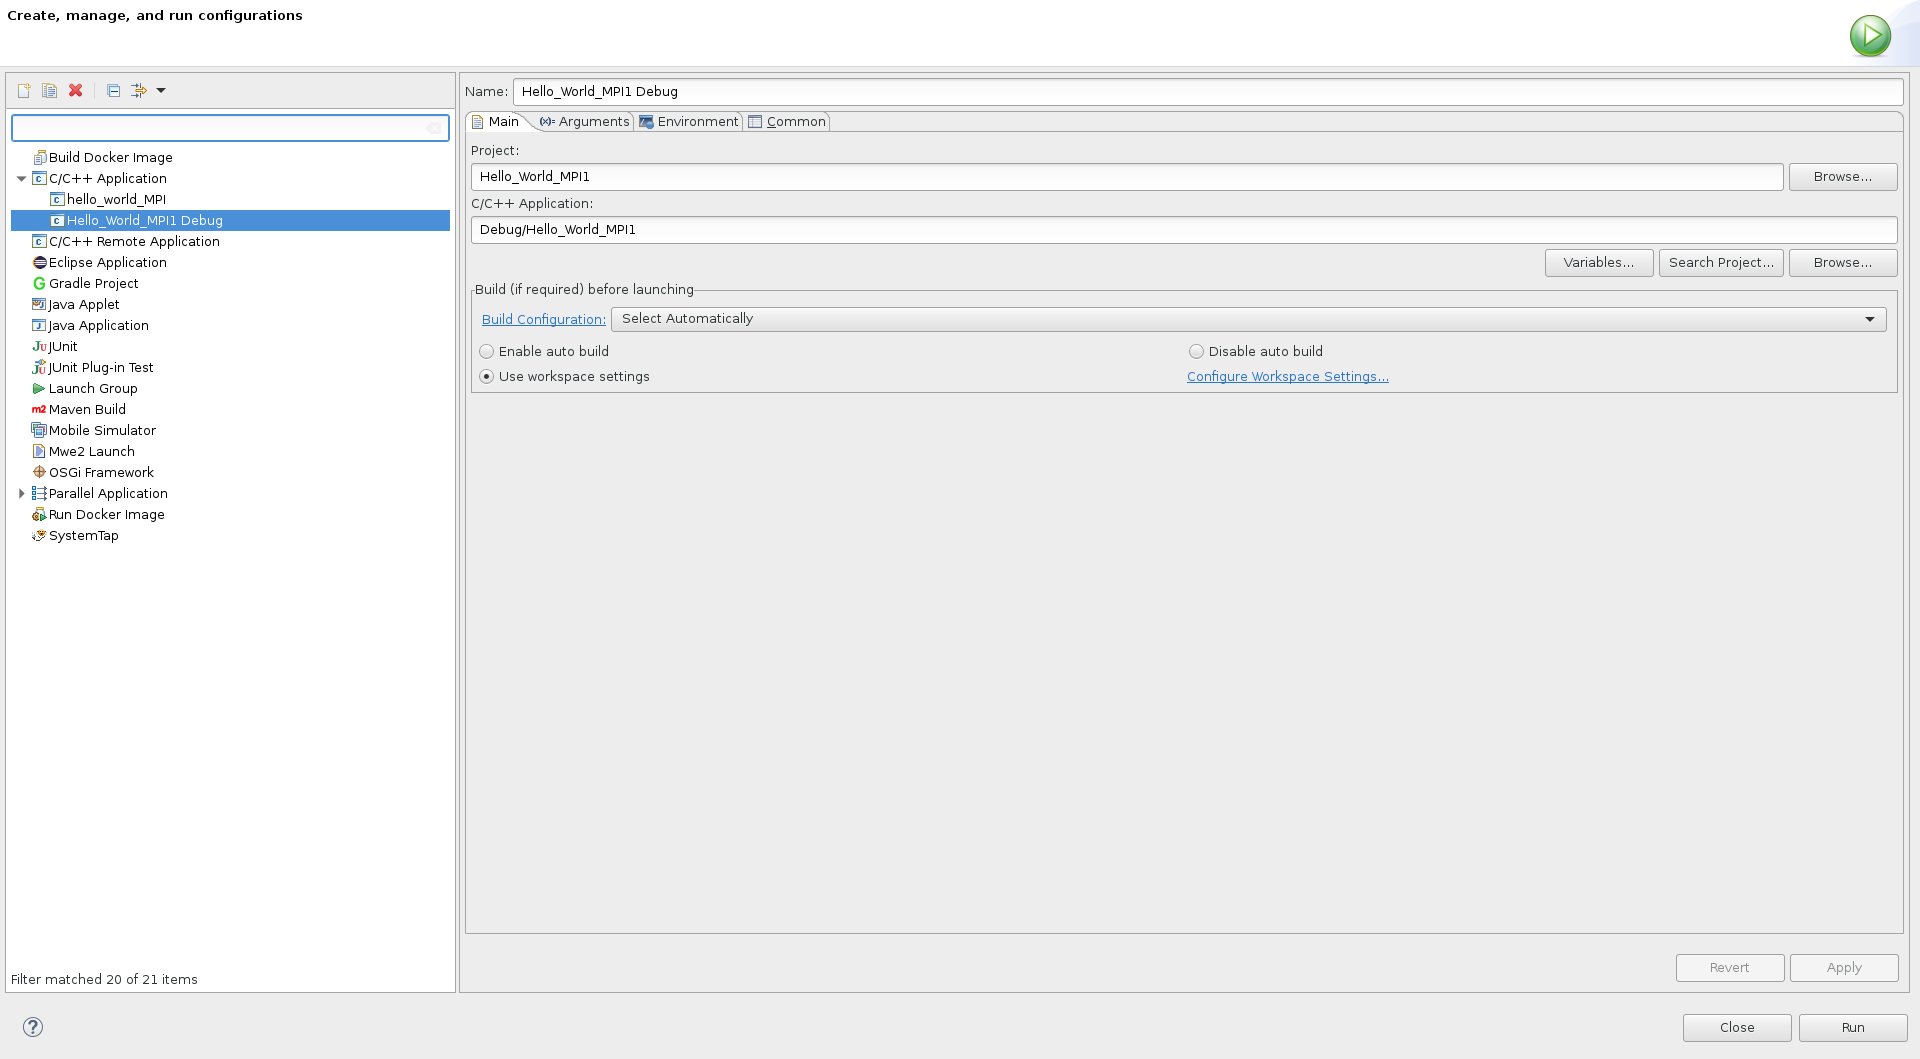 Create, manage, and run configurations
Build Docker Image
C/C++ Application
hello_world_MPI
Hello_World_MPI1 Debug
C/C++ Remote Application
Eclipse Application
Gradle Project
Java Applet
Java Application
JUnit
JUnit Plug-in Test
Launch Group
Maven Build
Mobile Simulator
Mwe2 Launch
OSGi Framework
Parallel Application
Run Docker Image
SystemTap
Filter matched 20 of 21 items
Name: Hello_World_MPI1 Debug
Main Arguments Environment Common
Project:
Hello_World_MPI1 Browse...
C/C++ Application:
Debug/Hello_World_MPI1
Variables... Search Project... Browse...
Build (if required) before launching
Build Configuration: Select Automatically
Enable auto build Disable auto build
Use workspace settings Configure Workspace Settings...
Revert Apply
Close Run